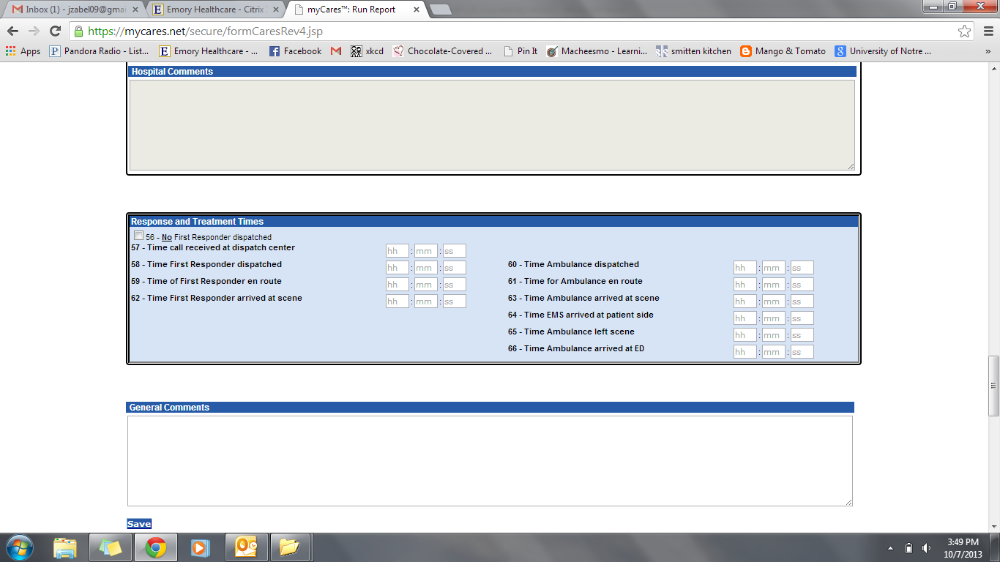 Inbox (1) - jzabel09@gmai
Emory Healthcare - Citrix
myCares™: Run Report
https://mycares.net/secure/formCaresRev4.jsp
Apps
Pandora Radio - List...
Emory Healthcare - ...
Facebook
xkcd
Chocolate-Covered ...
Pin It
Macheesmo - Learni...
smitten kitchen
Mango & Tomato
University of Notre ...
»
Hospital Comments
Response and Treatment Times
56 - No First Responder dispatched
57 - Time call received at dispatch center hh : mm : ss
58 - Time First Responder dispatched hh : mm : ss 60 - Time Ambulance dispatched hh : mm : ss
59 - Time of First Responder en route hh : mm : ss 61 - Time for Ambulance en route hh : mm : ss
62 - Time First Responder arrived at scene hh : mm : ss 63 - Time Ambulance arrived at scene hh : mm : ss
64 - Time EMS arrived at patient side hh : mm : ss
65 - Time Ambulance left scene hh : mm : ss
66 - Time Ambulance arrived at ED hh : mm : ss
General Comments
Save
3:49 PM
10/7/2013